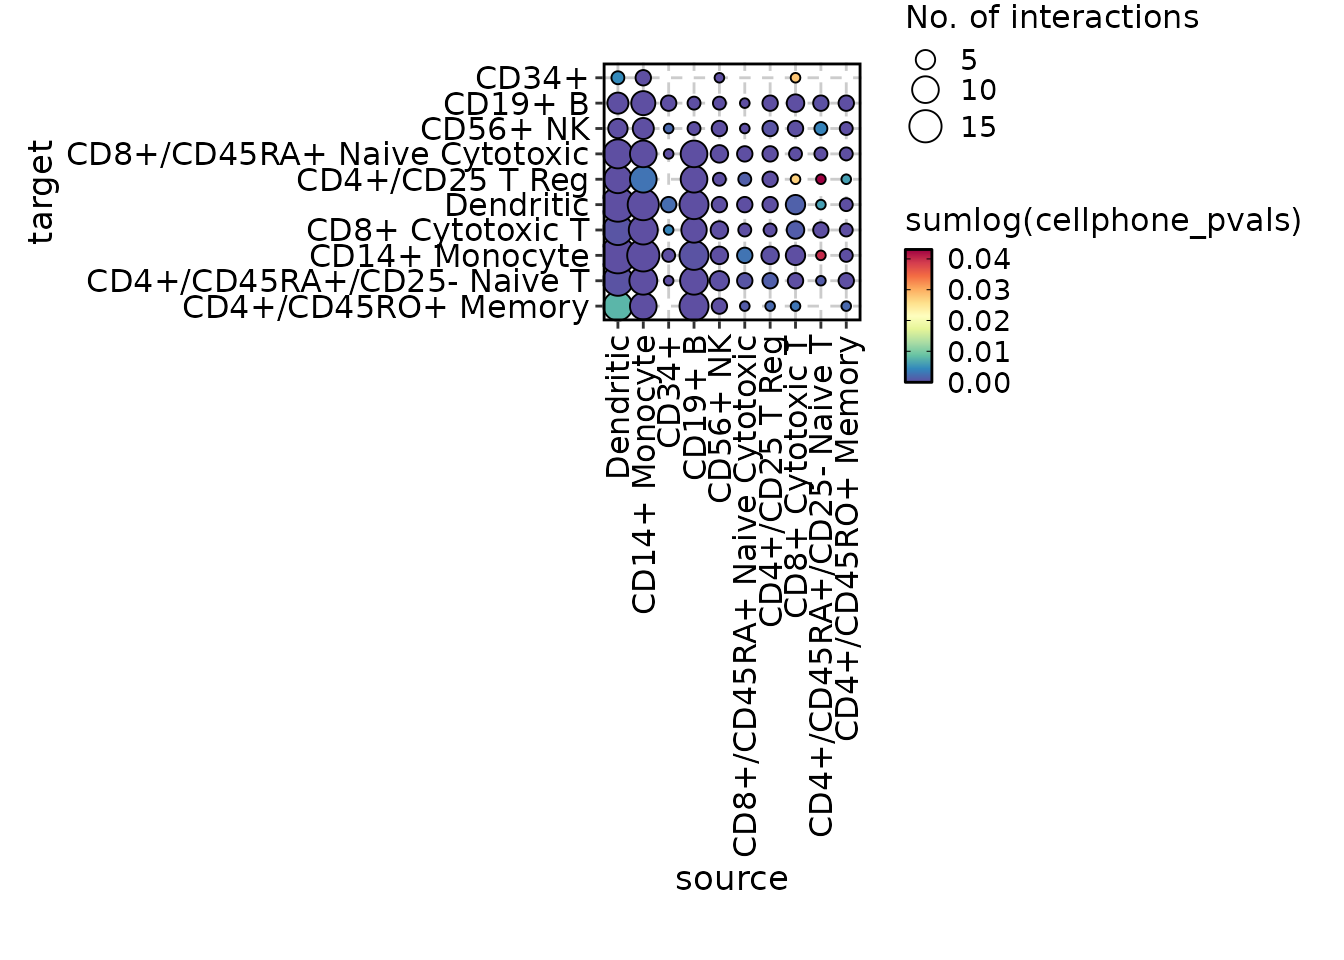 No. of interactions
5
10
15
sumlog(cellphone_pvals)
0.04
0.03
0.02
0.01
0.00
target
CD34+
CD19+ B
CD56+ NK
CD8+/CD45RA+ Naive Cytotoxic
CD4+/CD25 T Reg
Dendritic
CD8+ Cytotoxic T
CD14+ Monocyte
CD4+/CD45RA+/CD25- Naive T
CD4+/CD45RO+ Memory
Dendritic
CD14+ Monocyte
CD34+
CD19+ B
CD56+ NK
CD8+/CD45RA+ Naive Cytotoxic
CD4+/CD25 T Reg
CD8+ Cytotoxic T
CD4+/CD45RA+/CD25- Naive T
CD4+/CD45RO+ Memory
source